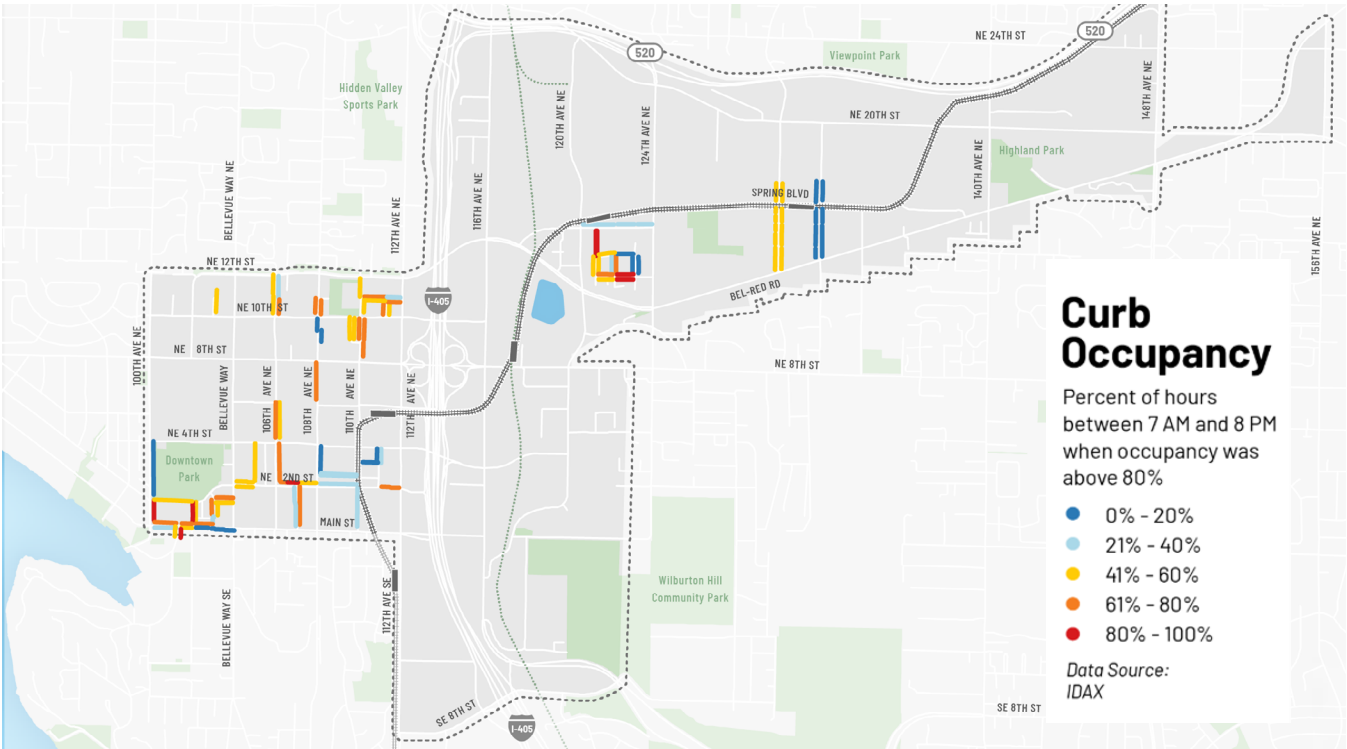 520
NE 24TH ST
520
Viewpoint Park
Hidden Valley
Sports Park
120TH AVE NE
124TH AVE NE
148TH AVE NE
NE 20TH ST
Highland Park
140TH AVE NE
BELLEVUE WAY NE
112TH AVE NE
116TH AVE NE
SPRING BLVD
156TH AVE NE
NE 12TH ST
BEL-RED RD
I-405
NE 10TH ST
100TH AVE NE
NE 8TH ST
NE 8TH ST
BELLEVUE WAY
106TH AVE NE
108TH AVE NE
110TH AVE NE
112TH AVE NE
NE 4TH ST
Downtown
Park
NE 2ND ST
MAIN ST
Wilburton Hill
Community Park
112TH AVE SE
BELLEVUE WAY SE
SE 8TH ST
I-405
SE 8TH ST
Curb
Occupancy
Percent of hours
between 7 AM and 8 PM
when occupancy was
above 80%
0% - 20%
21% - 40%
41% - 60%
61% - 80%
80% - 100%
Data Source:
IDAX